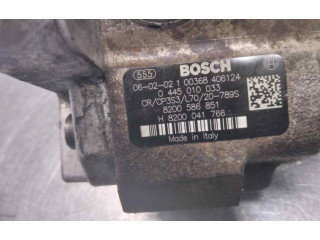 555 BOSCH
06-02-02 1 00368 406124
0 445 010 033
CR/CP3S3/L70/20-789S
8200 586 851
H 8200 041 766
Made in Italy